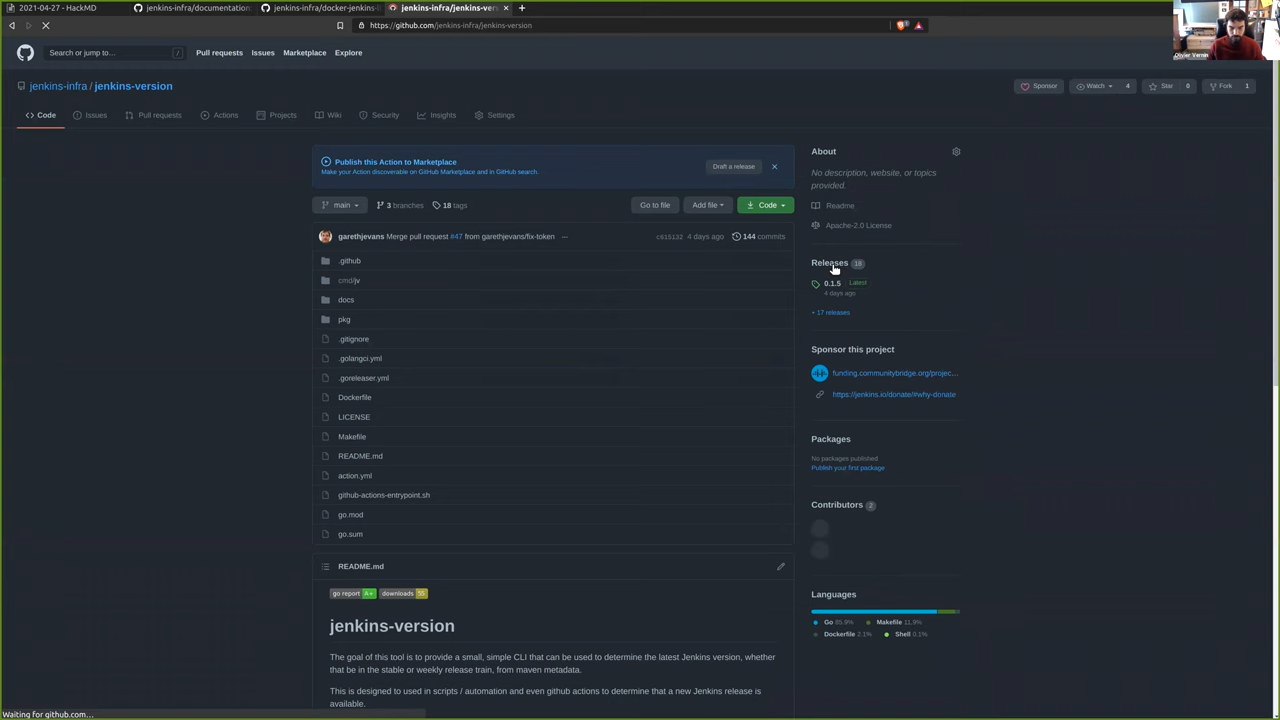 2021-04-27 - HackMD
jenkins-infra/documentation
jenkins-infra/docker-jenkins-
jenkins-infra/jenkins-vers
https://github.com/jenkins-infra/jenkins-version
Olivier Vernin
Search or jump to...
/
Pull requests
Issues
Marketplace
Explore
jenkins-infra / jenkins-version
Sponsor
Watch 4
Star 0
Fork 1
Code
Issues
Pull requests
Actions
Projects
Wiki
Security
Insights
Settings
Publish this Action to Marketplace
Make your Action discoverable on GitHub Marketplace and in GitHub search.
Draft a release
main
3 branches
18 tags
Go to file
Add file
Code
garethjevans Merge pull request #47 from garethjevans/fix-token ...
c615132 4 days ago
144 commits
.github
cmd/jv
docs
pkg
.gitignore
.golangci.yml
.goreleaser.yml
Dockerfile
LICENSE
Makefile
README.md
action.yml
github-actions-entrypoint.sh
go.mod
go.sum
README.md
go report A+
downloads 55
jenkins-version
The goal of this tool is to provide a small, simple CLI that can be used to determine the latest Jenkins version, whether
that be in the stable or weekly release train, from maven metadata.
This is designed to used in scripts / automation and even github actions to determine that a new Jenkins release is
available.
About
No description, website, or topics
provided.
Readme
Apache-2.0 License
Releases 18
0.1.5 Latest
4 days ago
+ 17 releases
Sponsor this project
funding.communitybridge.org/projec...
https://jenkins.io/donate/#why-donate
Packages
No packages published
Publish your first package
Contributors 2
Languages
Go 85.9%
Makefile 11.9%
Dockerfile 2.1%
Shell 0.1%
Waiting for github.com...